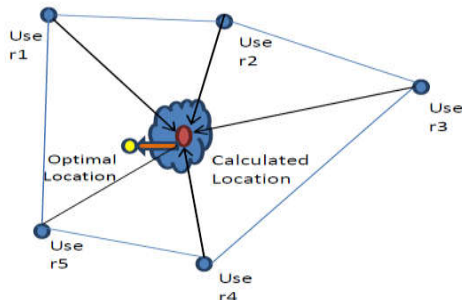 Use
r1
Use
r2
Use
r3
Optimal
Location
Calculated
Location
Use
r5
Use
r4